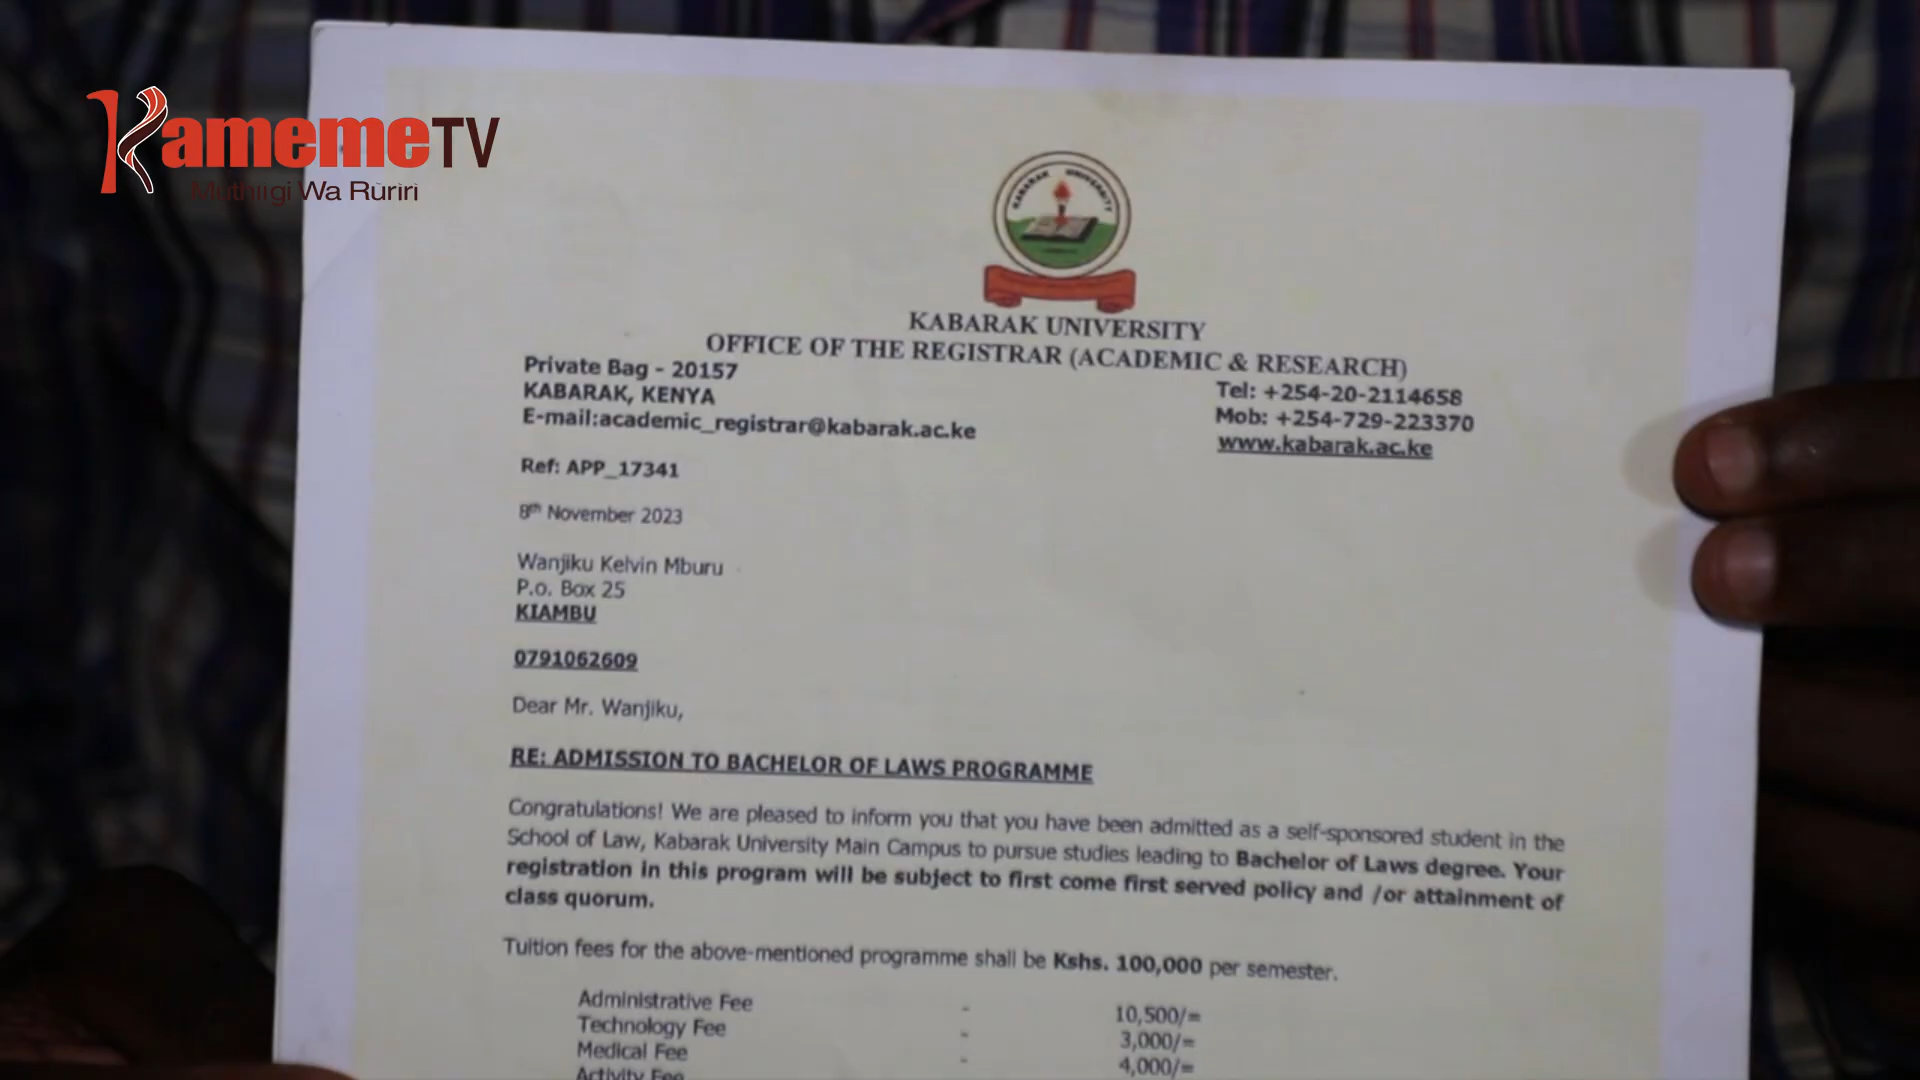 KamemeTV
Mũthiigi Wa Rũrĩrĩ
KABARAK UNIVERSITY
KABARAK UNIVERSITY
OFFICE OF THE REGISTRAR (ACADEMIC & RESEARCH)
Private Bag - 20157
KABARAK, KENYA
E-mail:academic_registrar@kabarak.ac.ke
Tel: +254-20-2114658
Mob: +254-729-223370
www.kabarak.ac.ke
Ref: APP_17341
8th November 2023
Wanjiku Kelvin Mburu
P.o. Box 25
KIAMBU
0791062609
Dear Mr. Wanjiku,
RE: ADMISSION TO BACHELOR OF LAWS PROGRAMME
Congratulations! We are pleased to inform you that you have been admitted as a self-sponsored student in the
School of Law, Kabarak University Main Campus to pursue studies leading to Bachelor of Laws degree. Your
registration in this program will be subject to first come first served policy and /or attainment of
class quorum.
Tuition fees for the above-mentioned programme shall be Kshs. 100,000 per semester.
Administrative Fee - 10,500/=
Technology Fee - 3,000/=
Medical Fee - 4,000/=
Activity Fee